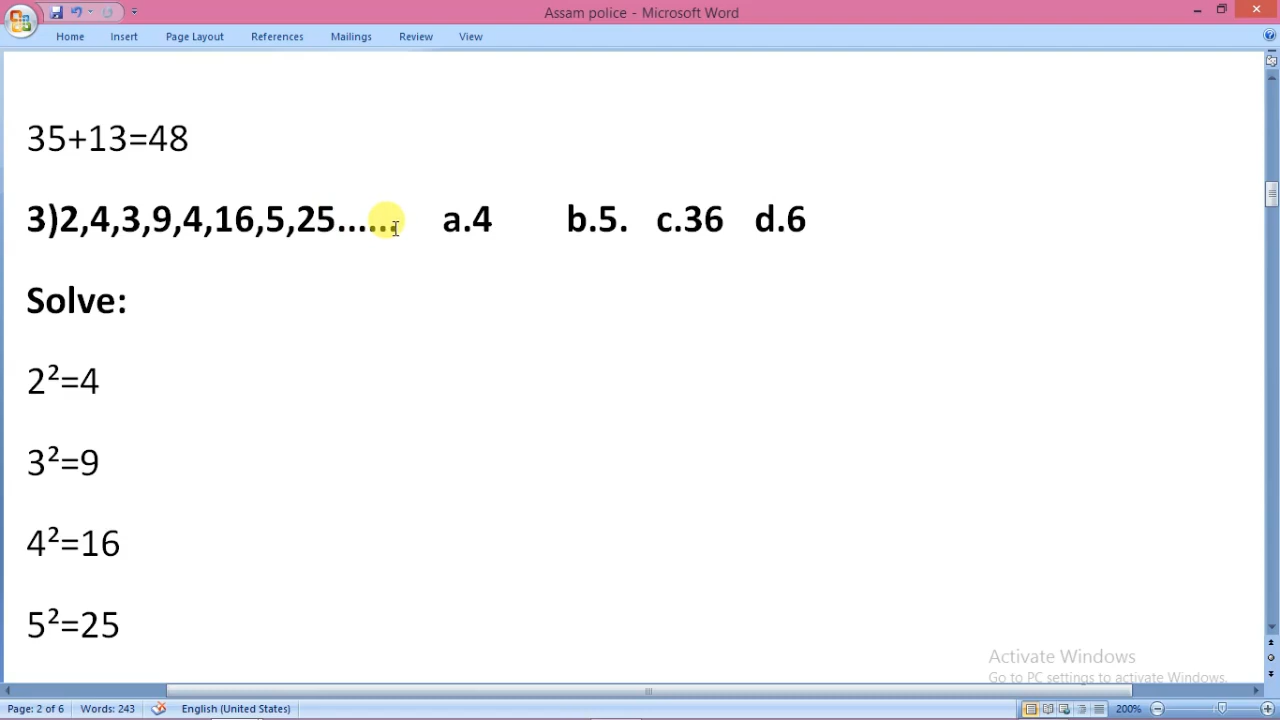 Assam police - Microsoft Word
Home Insert Page Layout References Mailings Review View
35+13=48
3)2,4,3,9,4,16,5,25...... a.4 b.5. c.36 d.6
Solve:
2²=4
3²=9
4²=16
5²=25
Activate Windows
Go to PC settings to activate Windows.
Page: 2 of 6 Words: 243 English (United States) 200%